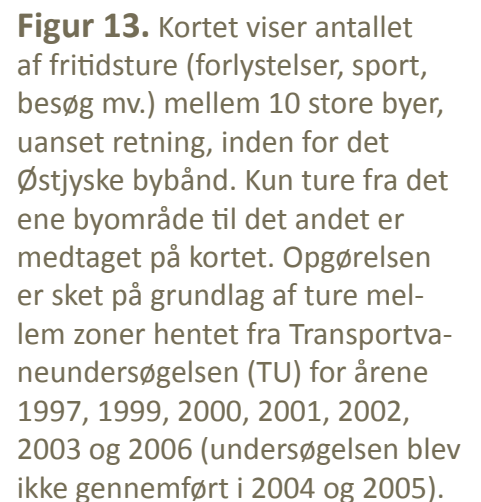 Figur 13. Kortet viser antallet
af fritidsture (forlystelser, sport,
besøg mv.) mellem 10 store byer,
uanset retning, inden for det
Østjyske bybånd. Kun ture fra det
ene byområde til det andet er
medtaget på kortet. Opgørelsen
er sket på grundlag af ture mel-
lem zoner hentet fra Transportva-
neundersøgelsen (TU) for årene
1997, 1999, 2000, 2001, 2002,
2003 og 2006 (undersøgelsen blev
ikke gennemført i 2004 og 2005).